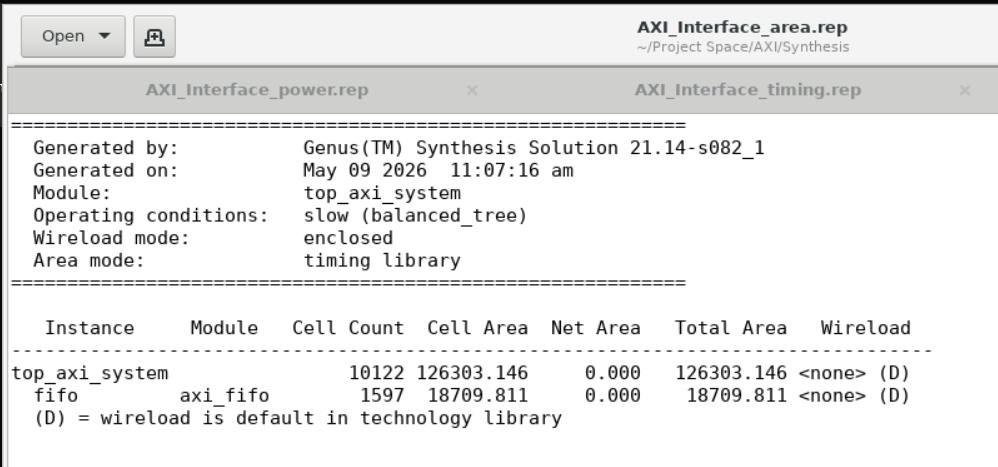 Open
AXI_Interface_area.rep
~/Project Space/AXI/Synthesis
AXI_Interface_power.rep × AXI_Interface_timing.rep ×
============================================================
  Generated by:           Genus(TM) Synthesis Solution 21.14-s082_1
  Generated on:           May 09 2026  11:07:16 am
  Module:                 top_axi_system
  Operating conditions:   slow (balanced_tree)
  Wireload mode:          enclosed
  Area mode:              timing library
============================================================
   Instance     Module   Cell Count  Cell Area  Net Area   Total Area   Wireload
----------------------------------------------------------------------------------
top_axi_system                10122 126303.146     0.000   126303.146 <none> (D)
  fifo         axi_fifo        1597  18709.811     0.000    18709.811 <none> (D)
  (D) = wireload is default in technology library